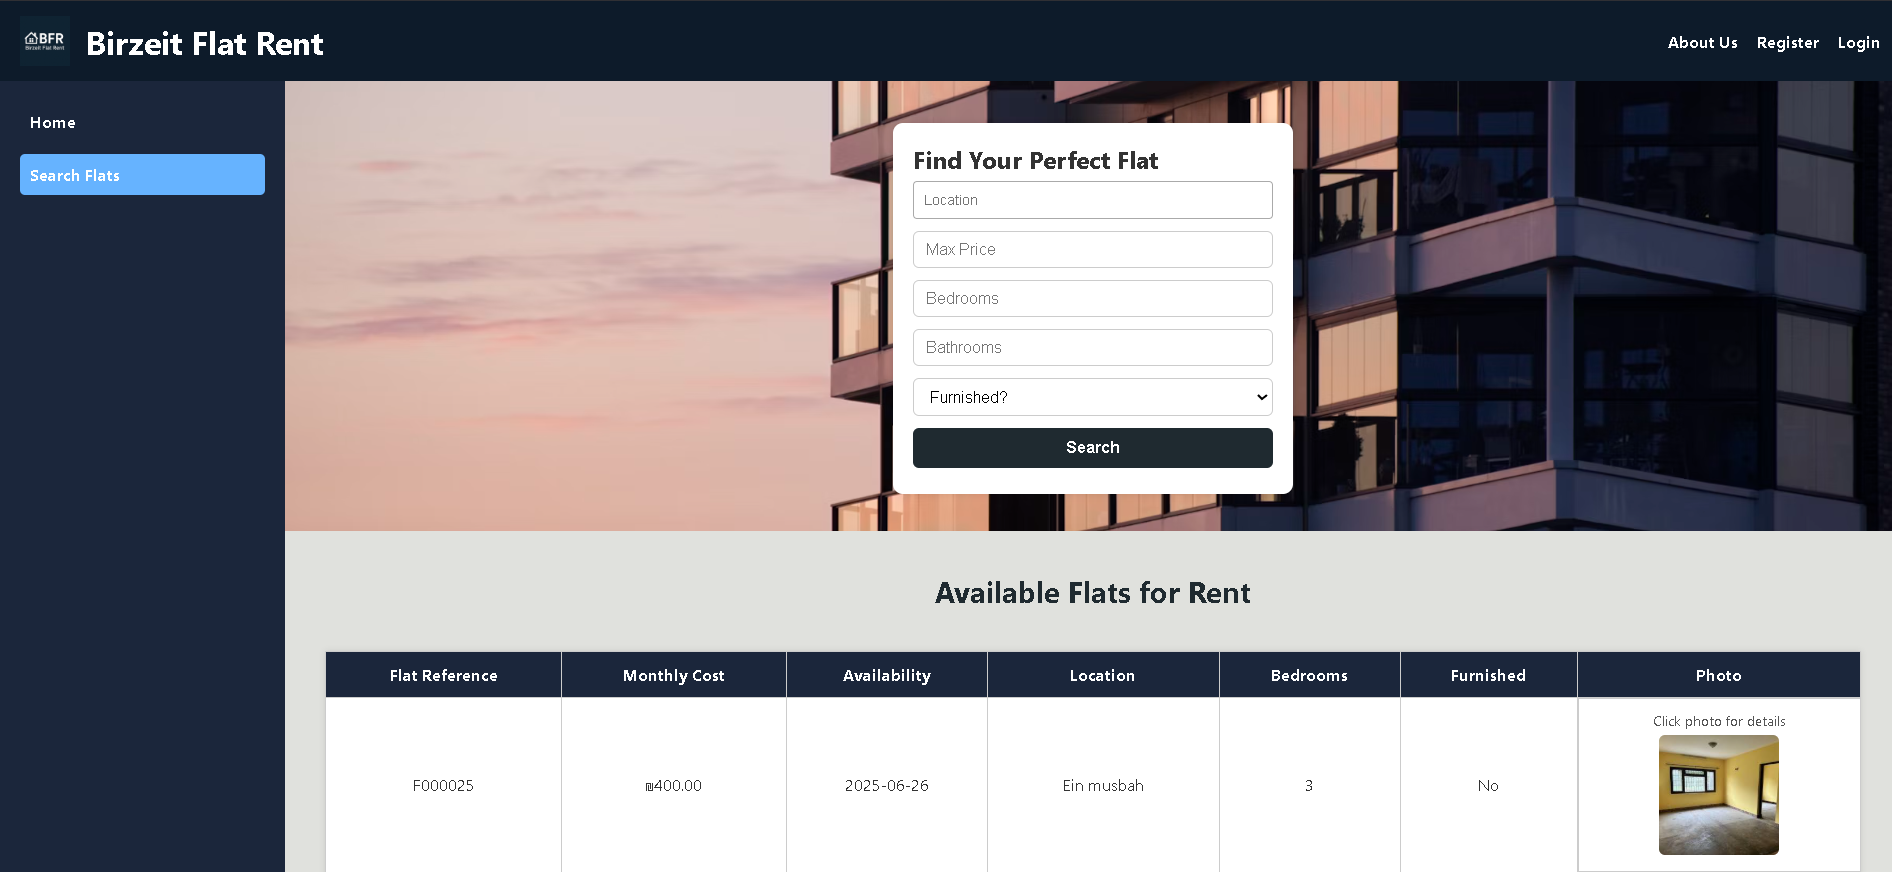 BFR
Birzeit Flat Rent
Birzeit Flat Rent
About Us Register Login
Home
Search Flats
Find Your Perfect Flat
Location
Max Price
Bedrooms
Bathrooms
Furnished?
Search
Available Flats for Rent
Flat Reference Monthly Cost Availability Location Bedrooms Furnished Photo
Click photo for details
F000025 ₪400.00 2025-06-26 Ein musbah 3 No